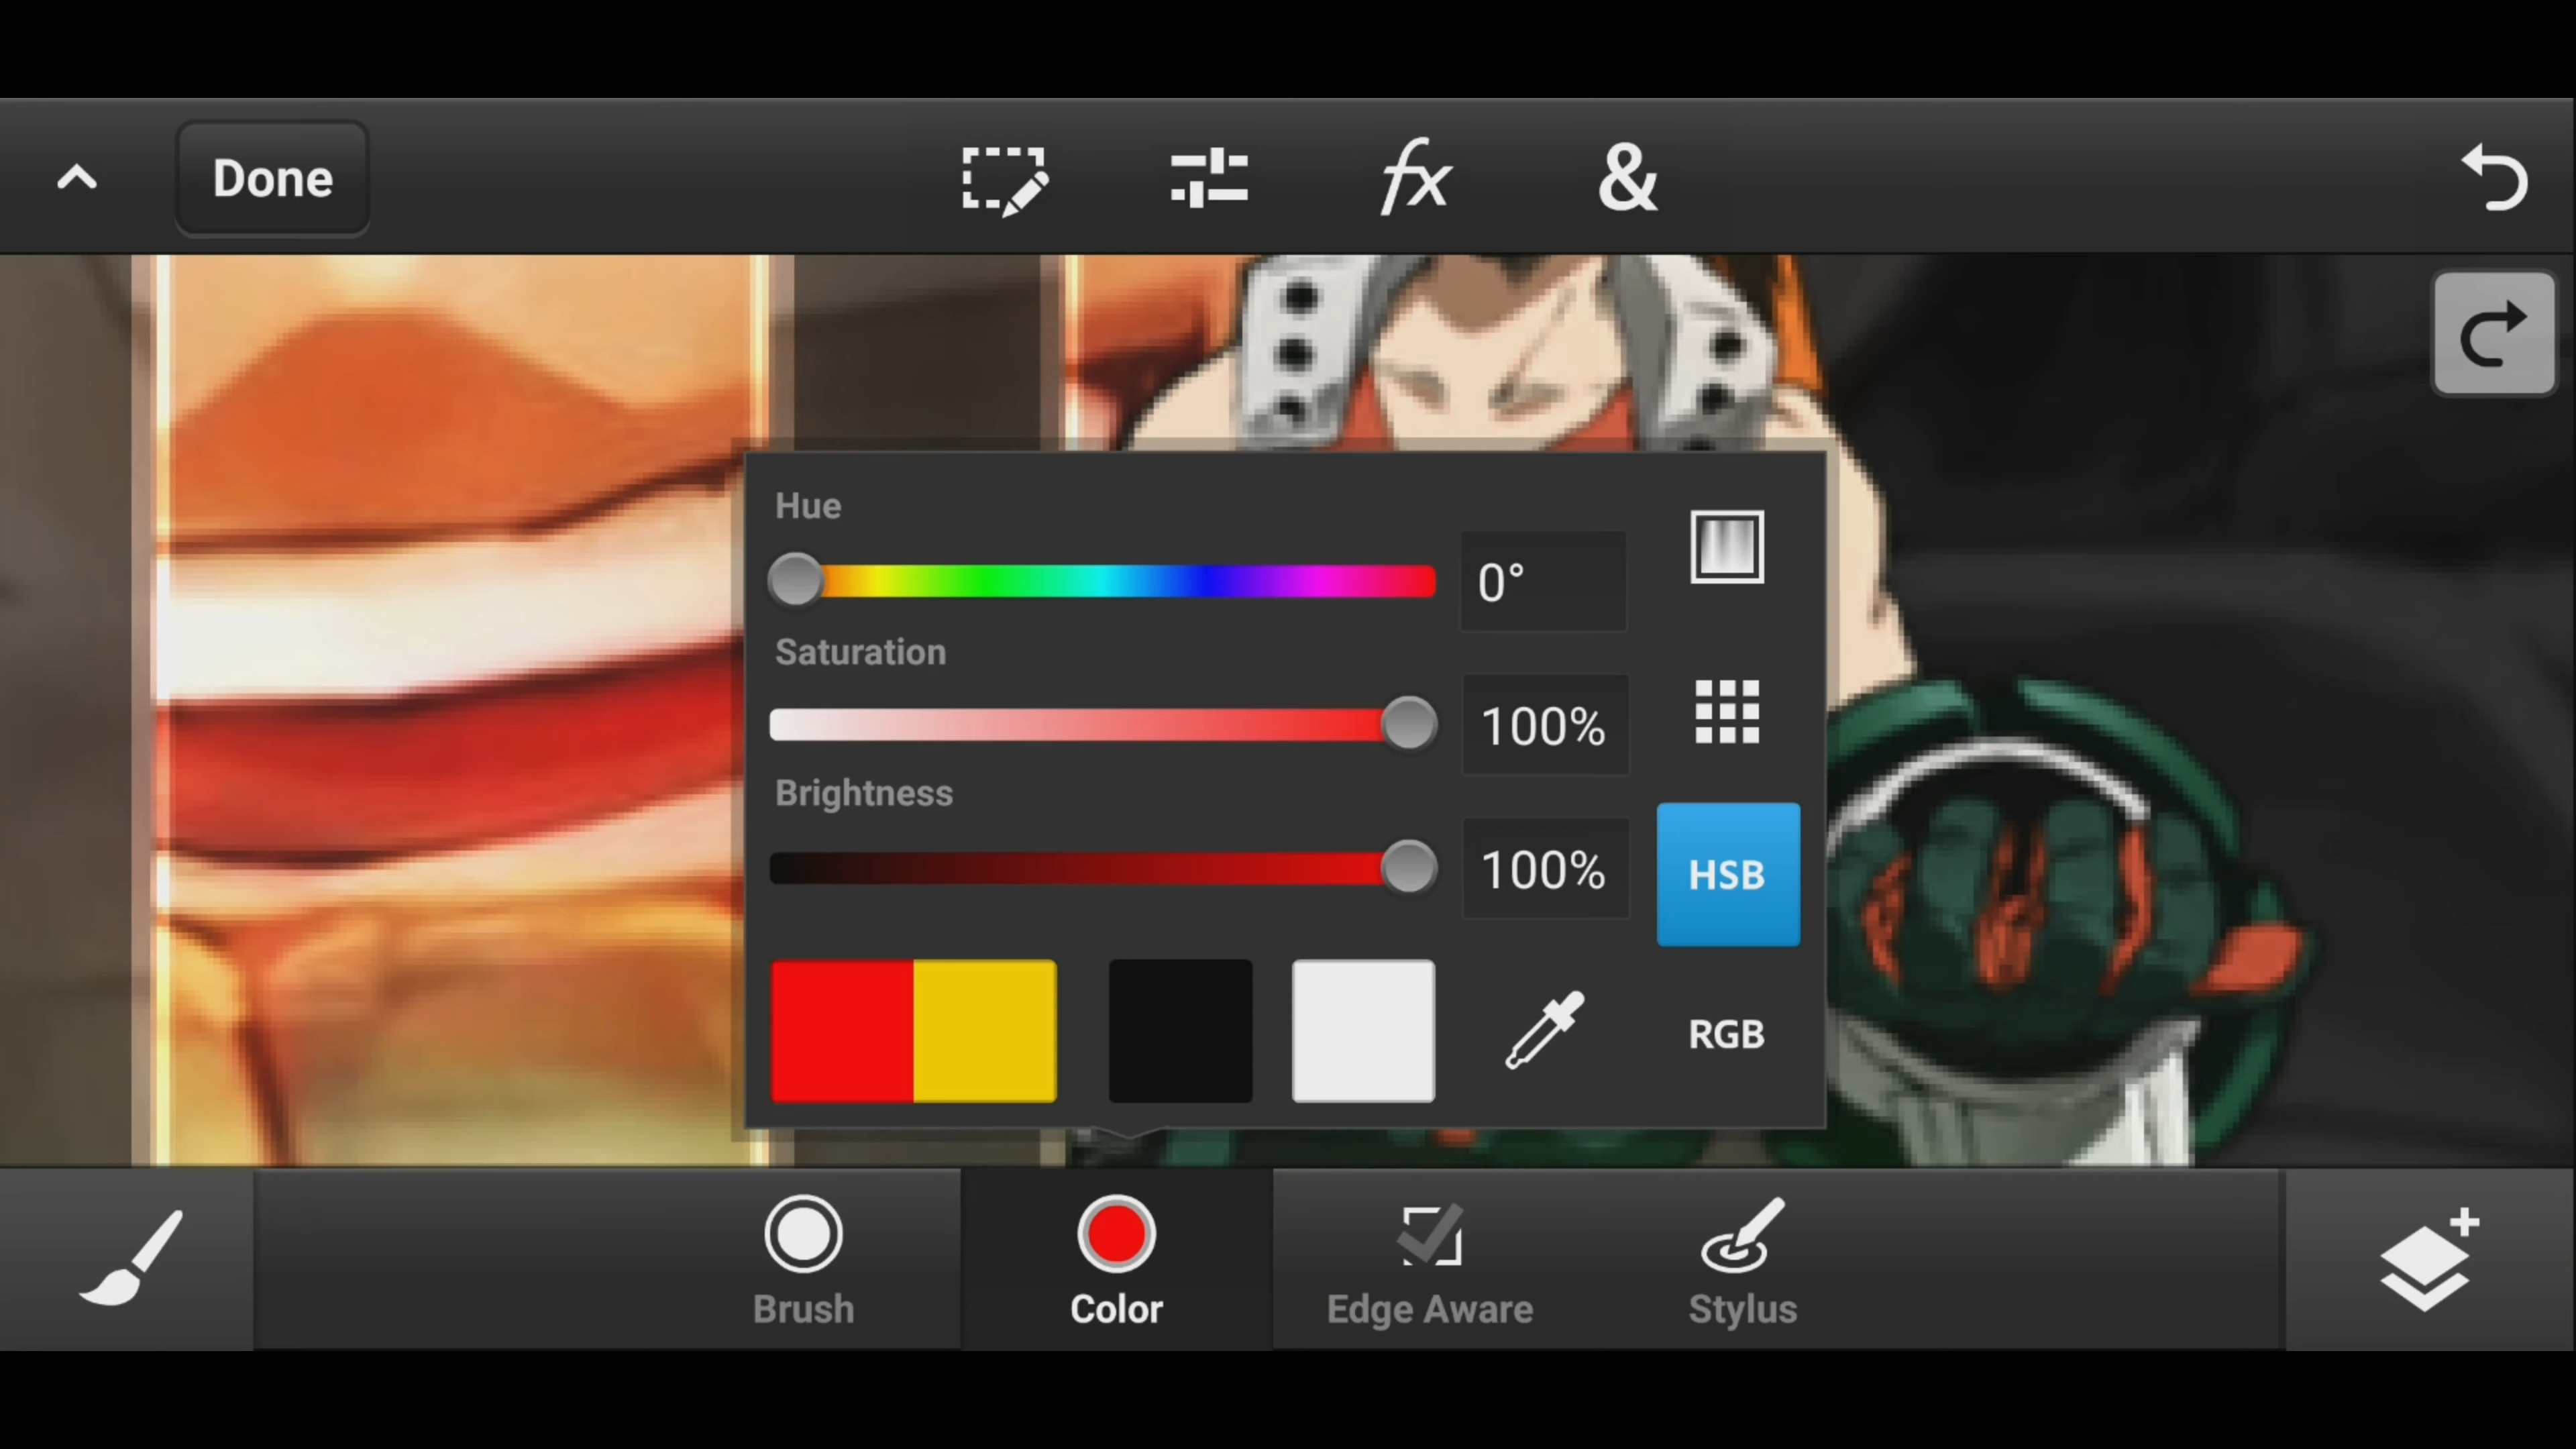 Done
fx
&
Hue
0°
Saturation
100%
Brightness
100%
HSB
RGB
Brush
Color
Edge Aware
Stylus